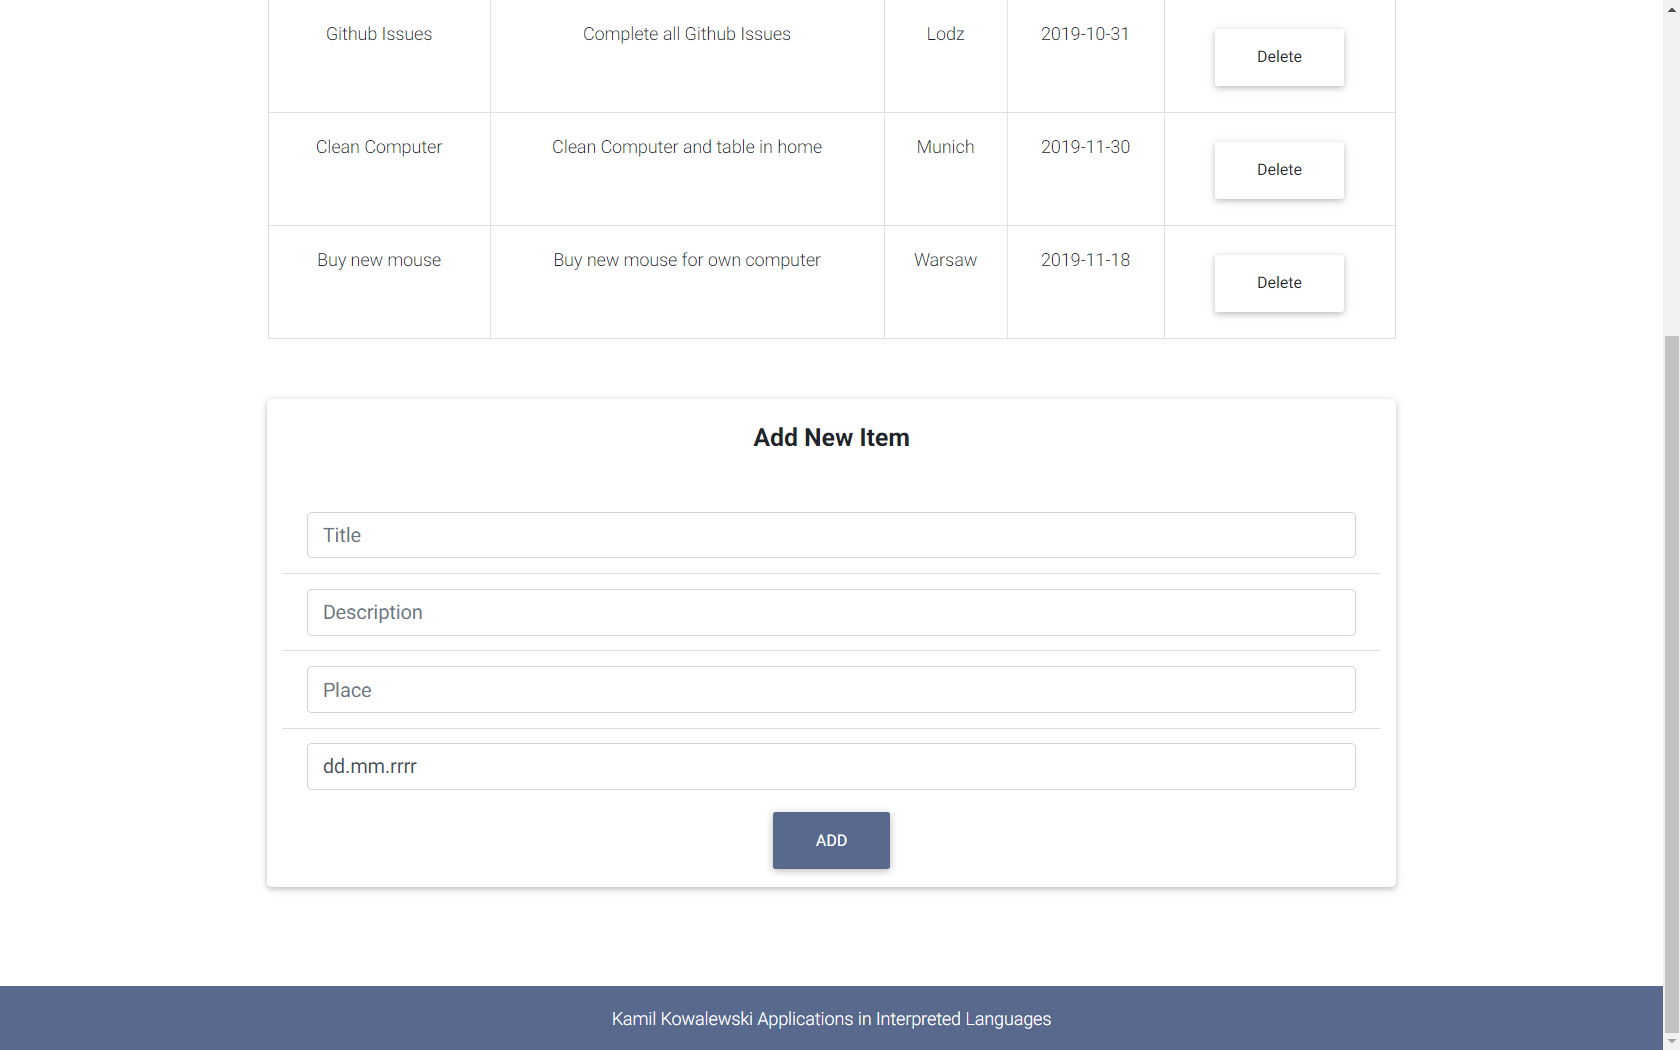 Github Issues Complete all Github Issues Lodz 2019-10-31 Delete
Clean Computer Clean Computer and table in home Munich 2019-11-30 Delete
Buy new mouse Buy new mouse for own computer Warsaw 2019-11-18 Delete
Add New Item
Title
Description
Place
dd.mm.rrrr
ADD
Kamil Kowalewski Applications in Interpreted Languages